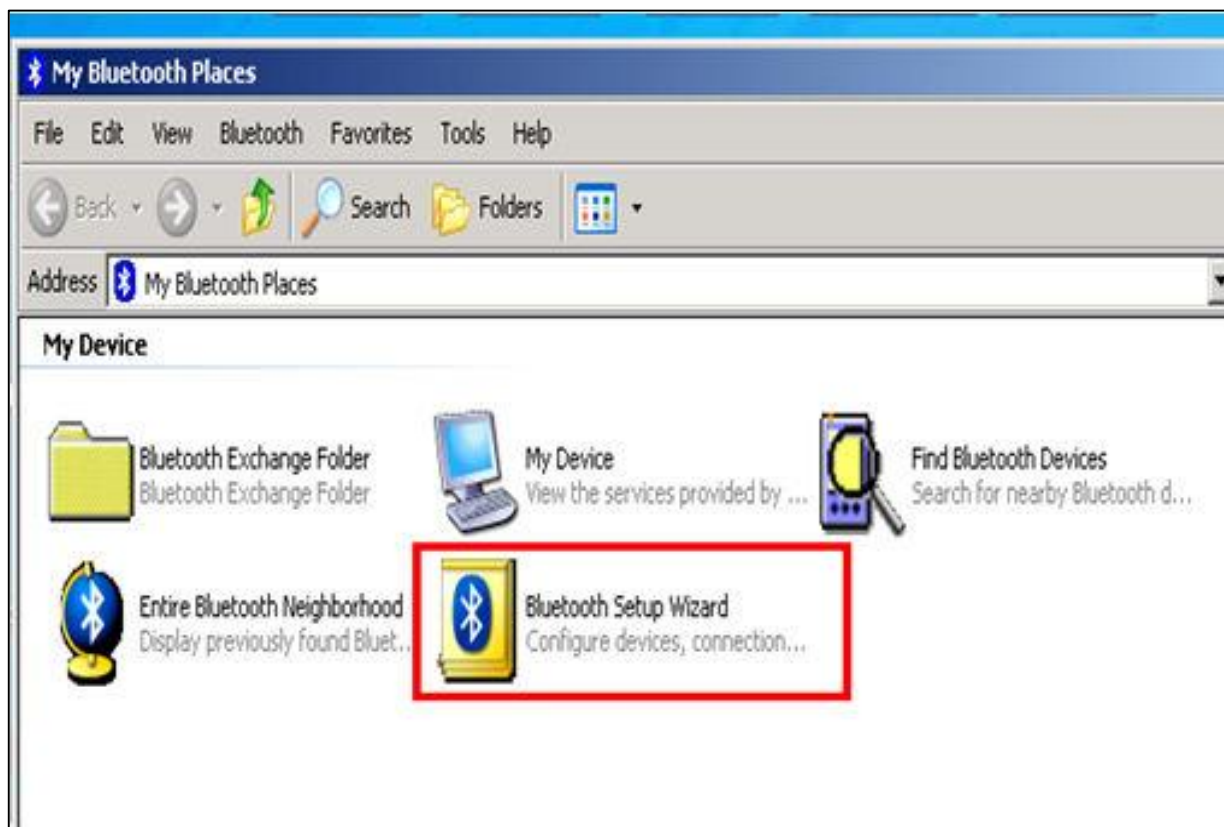 My Bluetooth Places
File Edit View Bluetooth Favorites Tools Help
Back Search Folders
Address My Bluetooth Places
My Device
Bluetooth Exchange Folder
Bluetooth Exchange Folder
My Device
View the services provided by ...
Find Bluetooth Devices
Search for nearby Bluetooth d...
Entire Bluetooth Neighborhood
Display previously found Bluet...
Bluetooth Setup Wizard
Configure devices, connection...